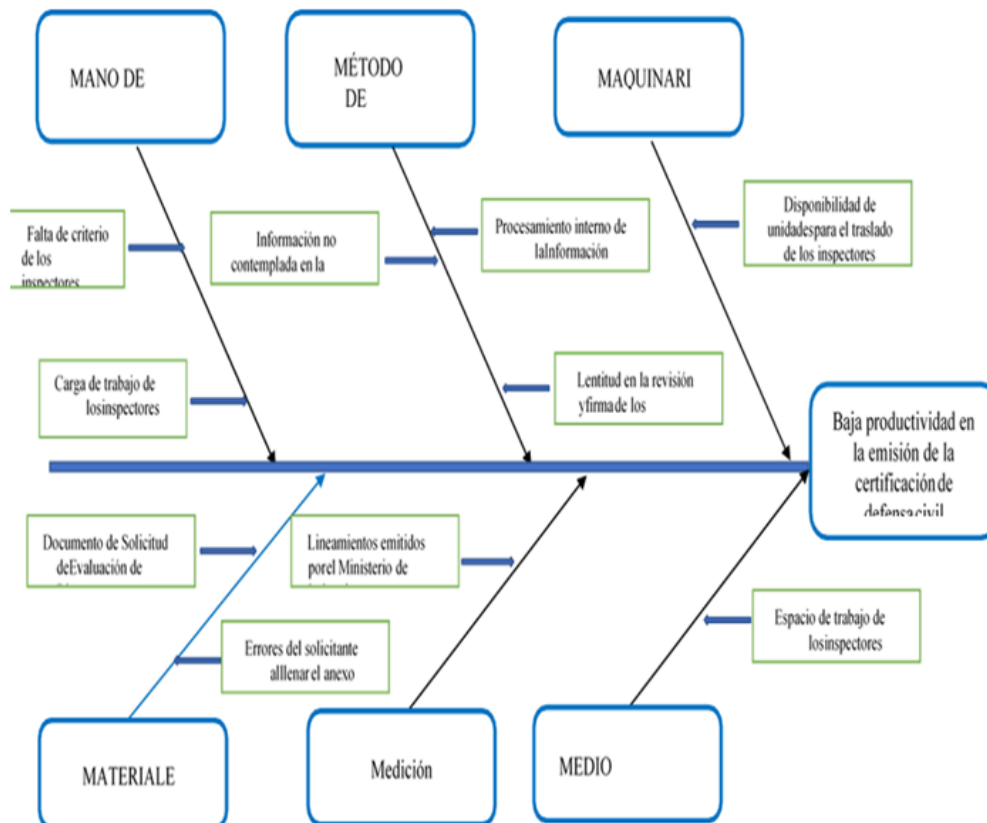 MANO DE
MÉTODO
DE
MAQUINARI
Falta de criterio
de los
inspectores
Información no
contemplada en la
Procesamiento interno de
laInformación
Disponibilidad de
unidadespara el traslado
de los inspectores
Carga de trabajo de
losinspectores
Lentitud en la revisión
yfirma de los
Baja productividad en
la emisión de la
certificación de
defensacivil
Documento de Solicitud
deEvaluación de
Lineamientos emitidos
porel Ministerio de
Errores del solicitante
alllenar el anexo
Espacio de trabajo de
losinspectores
MATERIALE
Medición
MEDIO